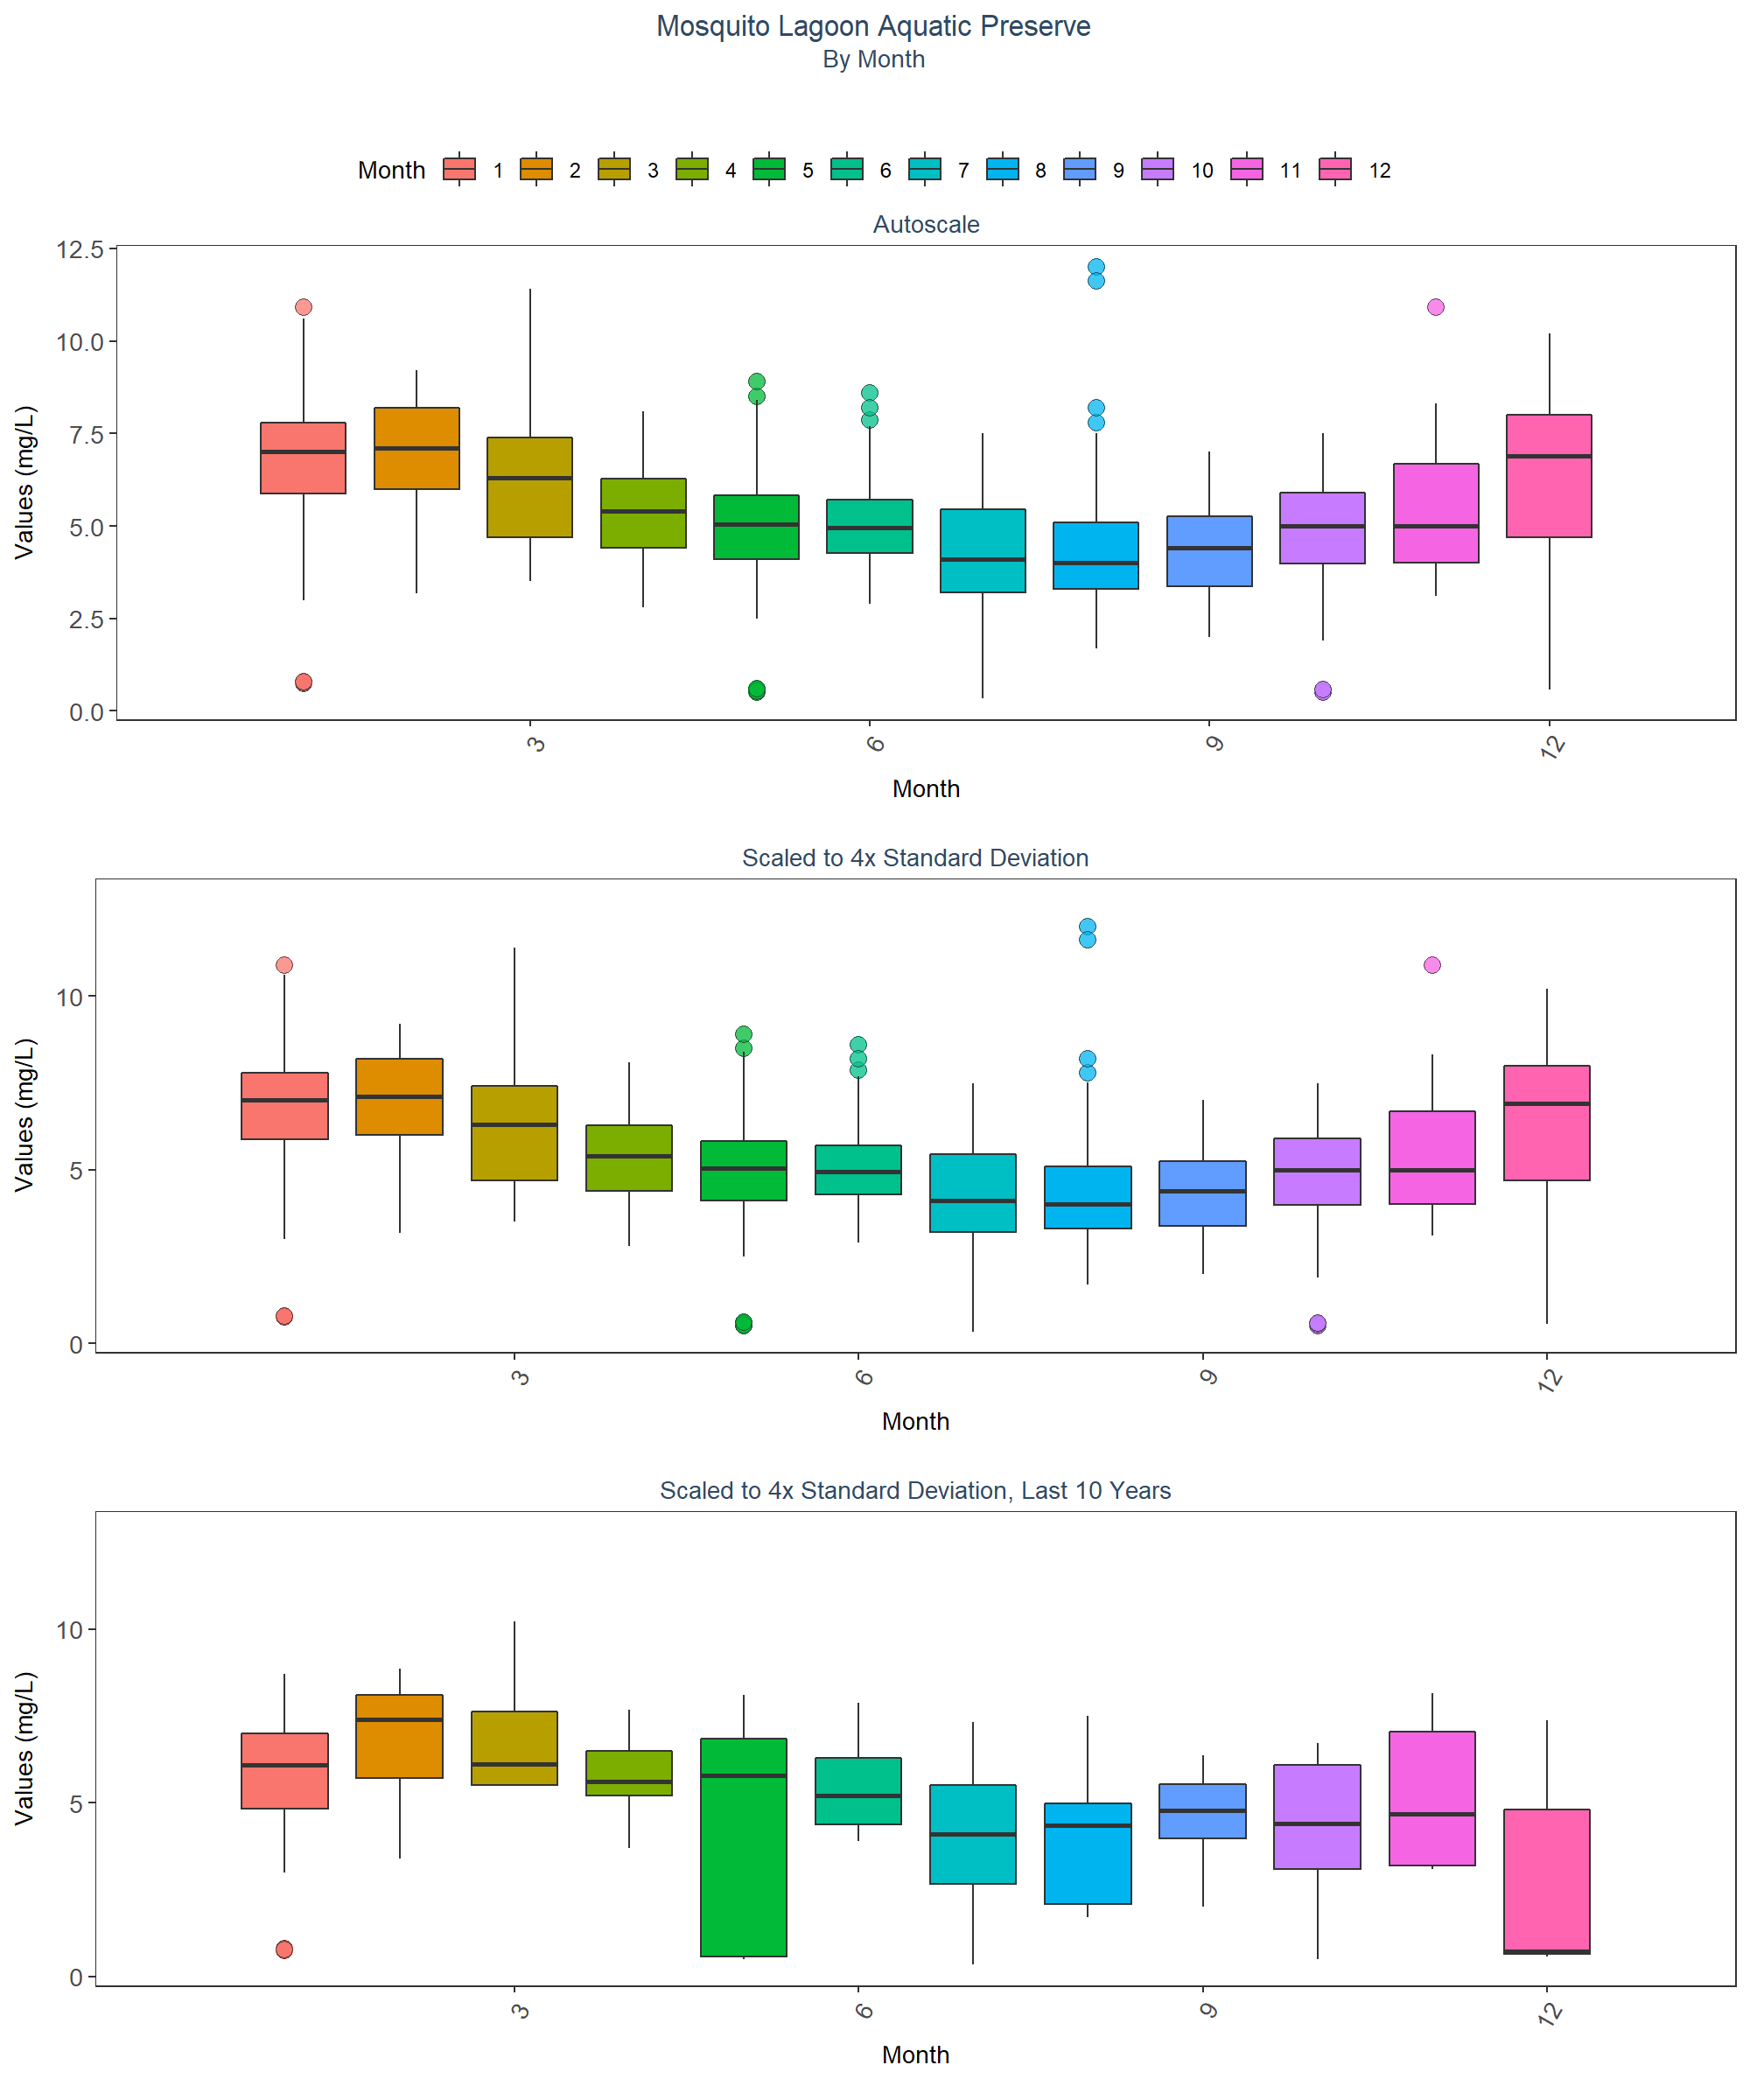 Mosquito Lagoon Aquatic Preserve
By Month
Month 1 2 3 4 5 6 7 8 9 10 11 12
Autoscale
Values (mg/L)
12.5
10.0
7.5
5.0
2.5
0.0
3 6 9 12
Month
Scaled to 4x Standard Deviation
Values (mg/L)
10
5
0
3 6 9 12
Month
Scaled to 4x Standard Deviation, Last 10 Years
Values (mg/L)
10
5
0
3 6 9 12
Month